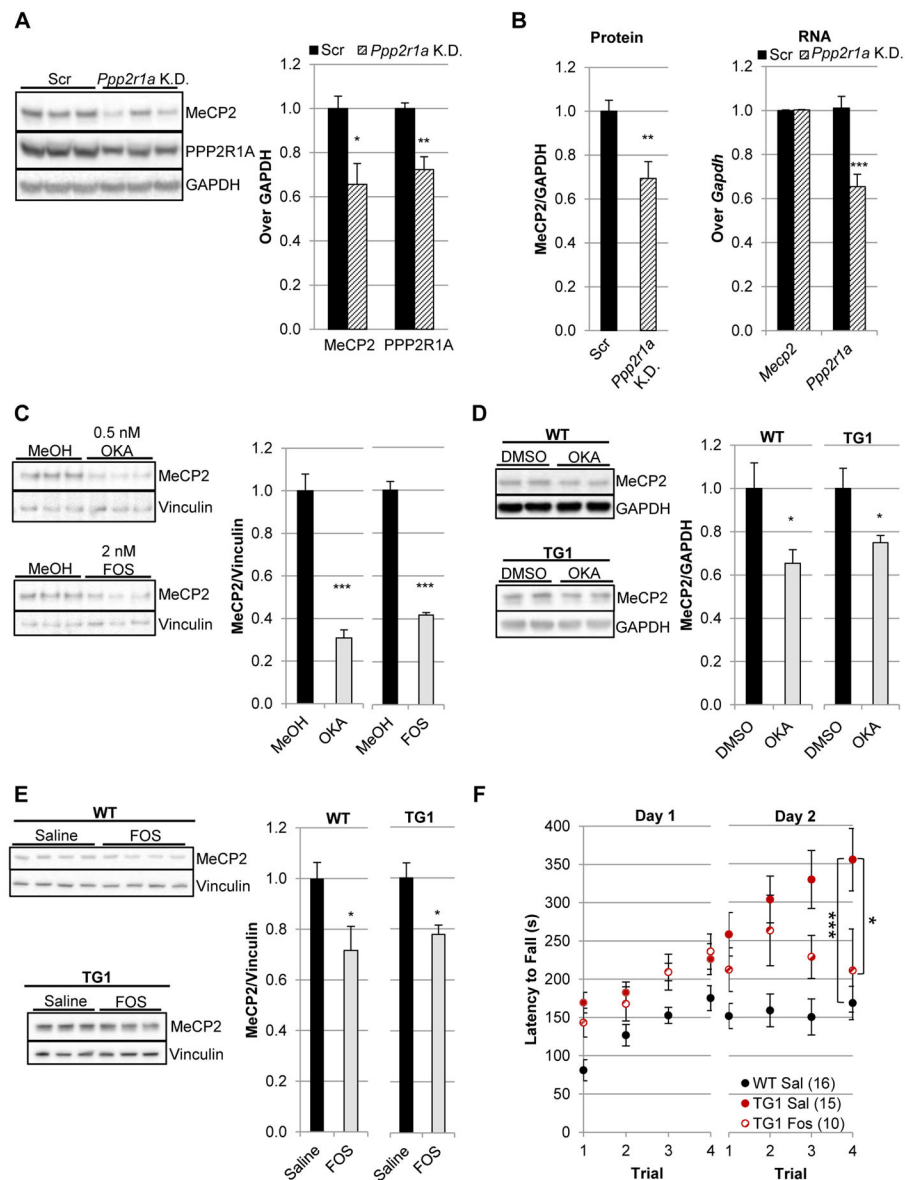 A
Scr Ppp2r1a K.D.
MeCP2
PPP2R1A
GAPDH
Scr Ppp2r1a K.D.
Over GAPDH
1.2
1.0
0.8
0.6
0.4
0.2
0.0
* **
MeCP2 PPP2R1A
B
Protein
MeCP2/GAPDH
1.2
1.0
0.8
0.6
0.4
0.2
0.0
**
Scr
Ppp2r1a
K.D.
RNA
Scr Ppp2r1a K.D.
Over Gapdh
1.2
1.0
0.8
0.6
0.4
0.2
0.0
***
Mecp2
Ppp2r1a
C
0.5 nM
MeOH OKA
MeCP2
Vinculin
2 nM
MeOH FOS
MeCP2
Vinculin
MeCP2/Vinculin
1.2
1.0
0.8
0.6
0.4
0.2
0.0
*** ***
MeOH OKA MeOH FOS
D
WT
DMSO OKA
MeCP2
GAPDH
TG1
DMSO OKA
MeCP2
GAPDH
WT TG1
MeCP2/GAPDH
1.2
1.0
0.8
0.6
0.4
0.2
0.0
* *
DMSO OKA DMSO OKA
E
WT
Saline FOS
MeCP2
Vinculin
TG1
Saline FOS
MeCP2
Vinculin
WT TG1
MeCP2/Vinculin
1.2
1.0
0.8
0.6
0.4
0.2
0.0
* *
Saline FOS Saline FOS
F
Day 1 Day 2
Latency to Fall (s)
400
350
300
250
200
150
100
50
0
*** *
WT Sal (16)
TG1 Sal (15)
TG1 Fos (10)
1 2 3 4 1 2 3 4
Trial Trial